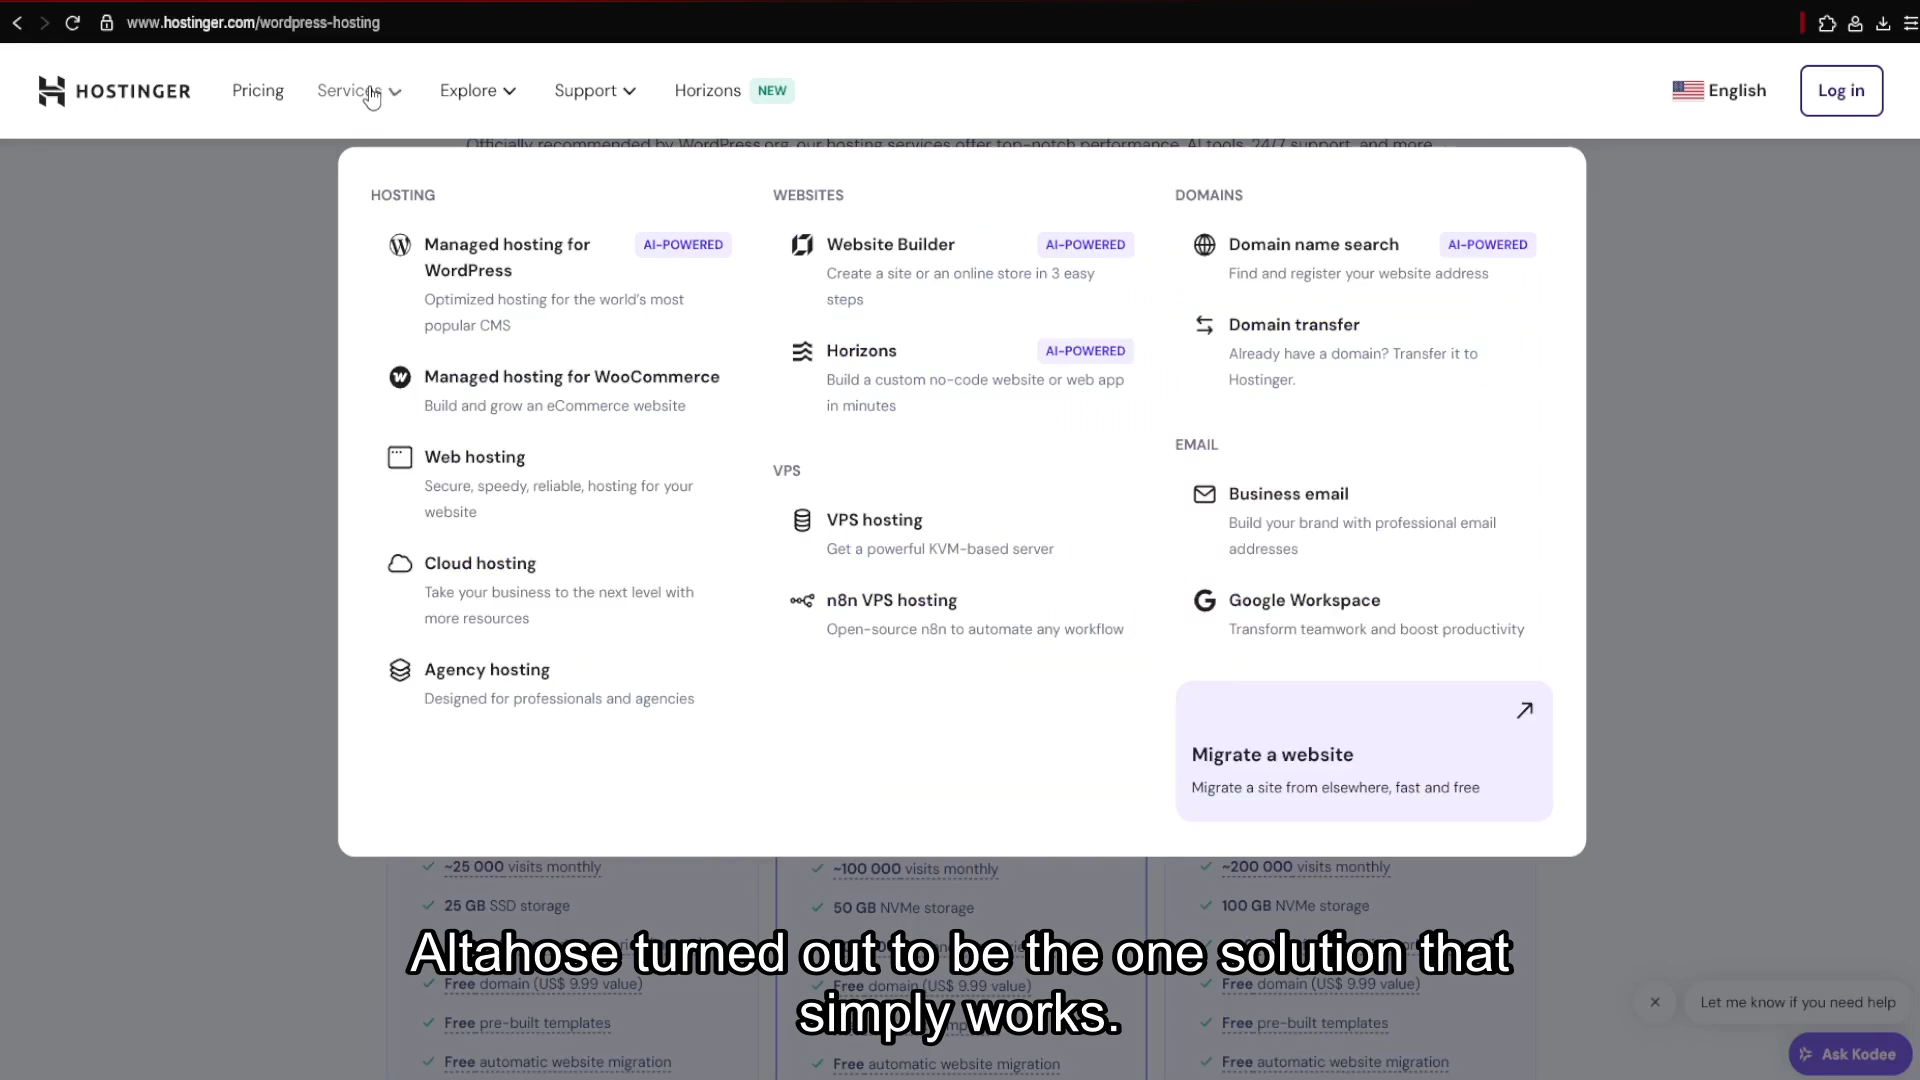 www.hostinger.com/wordpress-hosting
HOSTINGER
Pricing
Services
Explore
Support
Horizons NEW
English
Log in
Officially recommended by WordPress.org, our hosting services offer top-notch performance, AI tools, 24/7 support, and more.
HOSTING
Managed hosting for WordPress
AI-POWERED
Optimized hosting for the world's most
popular CMS
Managed hosting for WooCommerce
Build and grow an eCommerce website
Web hosting
Secure, speedy, reliable, hosting for your
website
Cloud hosting
Take your business to the next level with
more resources
Agency hosting
Designed for professionals and agencies
WEBSITES
Website Builder
AI-POWERED
Create a site or an online store in 3 easy
steps
Horizons
AI-POWERED
Build a custom no-code website or web app
in minutes
VPS
VPS hosting
Get a powerful KVM-based server
n8n VPS hosting
Open-source n8n to automate any workflow
DOMAINS
Domain name search
AI-POWERED
Find and register your website address
Domain transfer
Already have a domain? Transfer it to
Hostinger.
EMAIL
Business email
Build your brand with professional email
addresses
Google Workspace
Transform teamwork and boost productivity
Migrate a website
Migrate a site from elsewhere, fast and free
~25 000 visits monthly
25 GB SSD storage
Free domain (US$ 9.99 value)
Free pre-built templates
Free automatic website migration
~100 000 visits monthly
50 GB NVMe storage
Free domain (US$ 9.99 value)
Free automatic website migration
~200 000 visits monthly
100 GB NVMe storage
Free domain (US$ 9.99 value)
Free pre-built templates
Free automatic website migration
Altahose turned out to be the one solution that
simply works.
Let me know if you need help
Ask Kodee